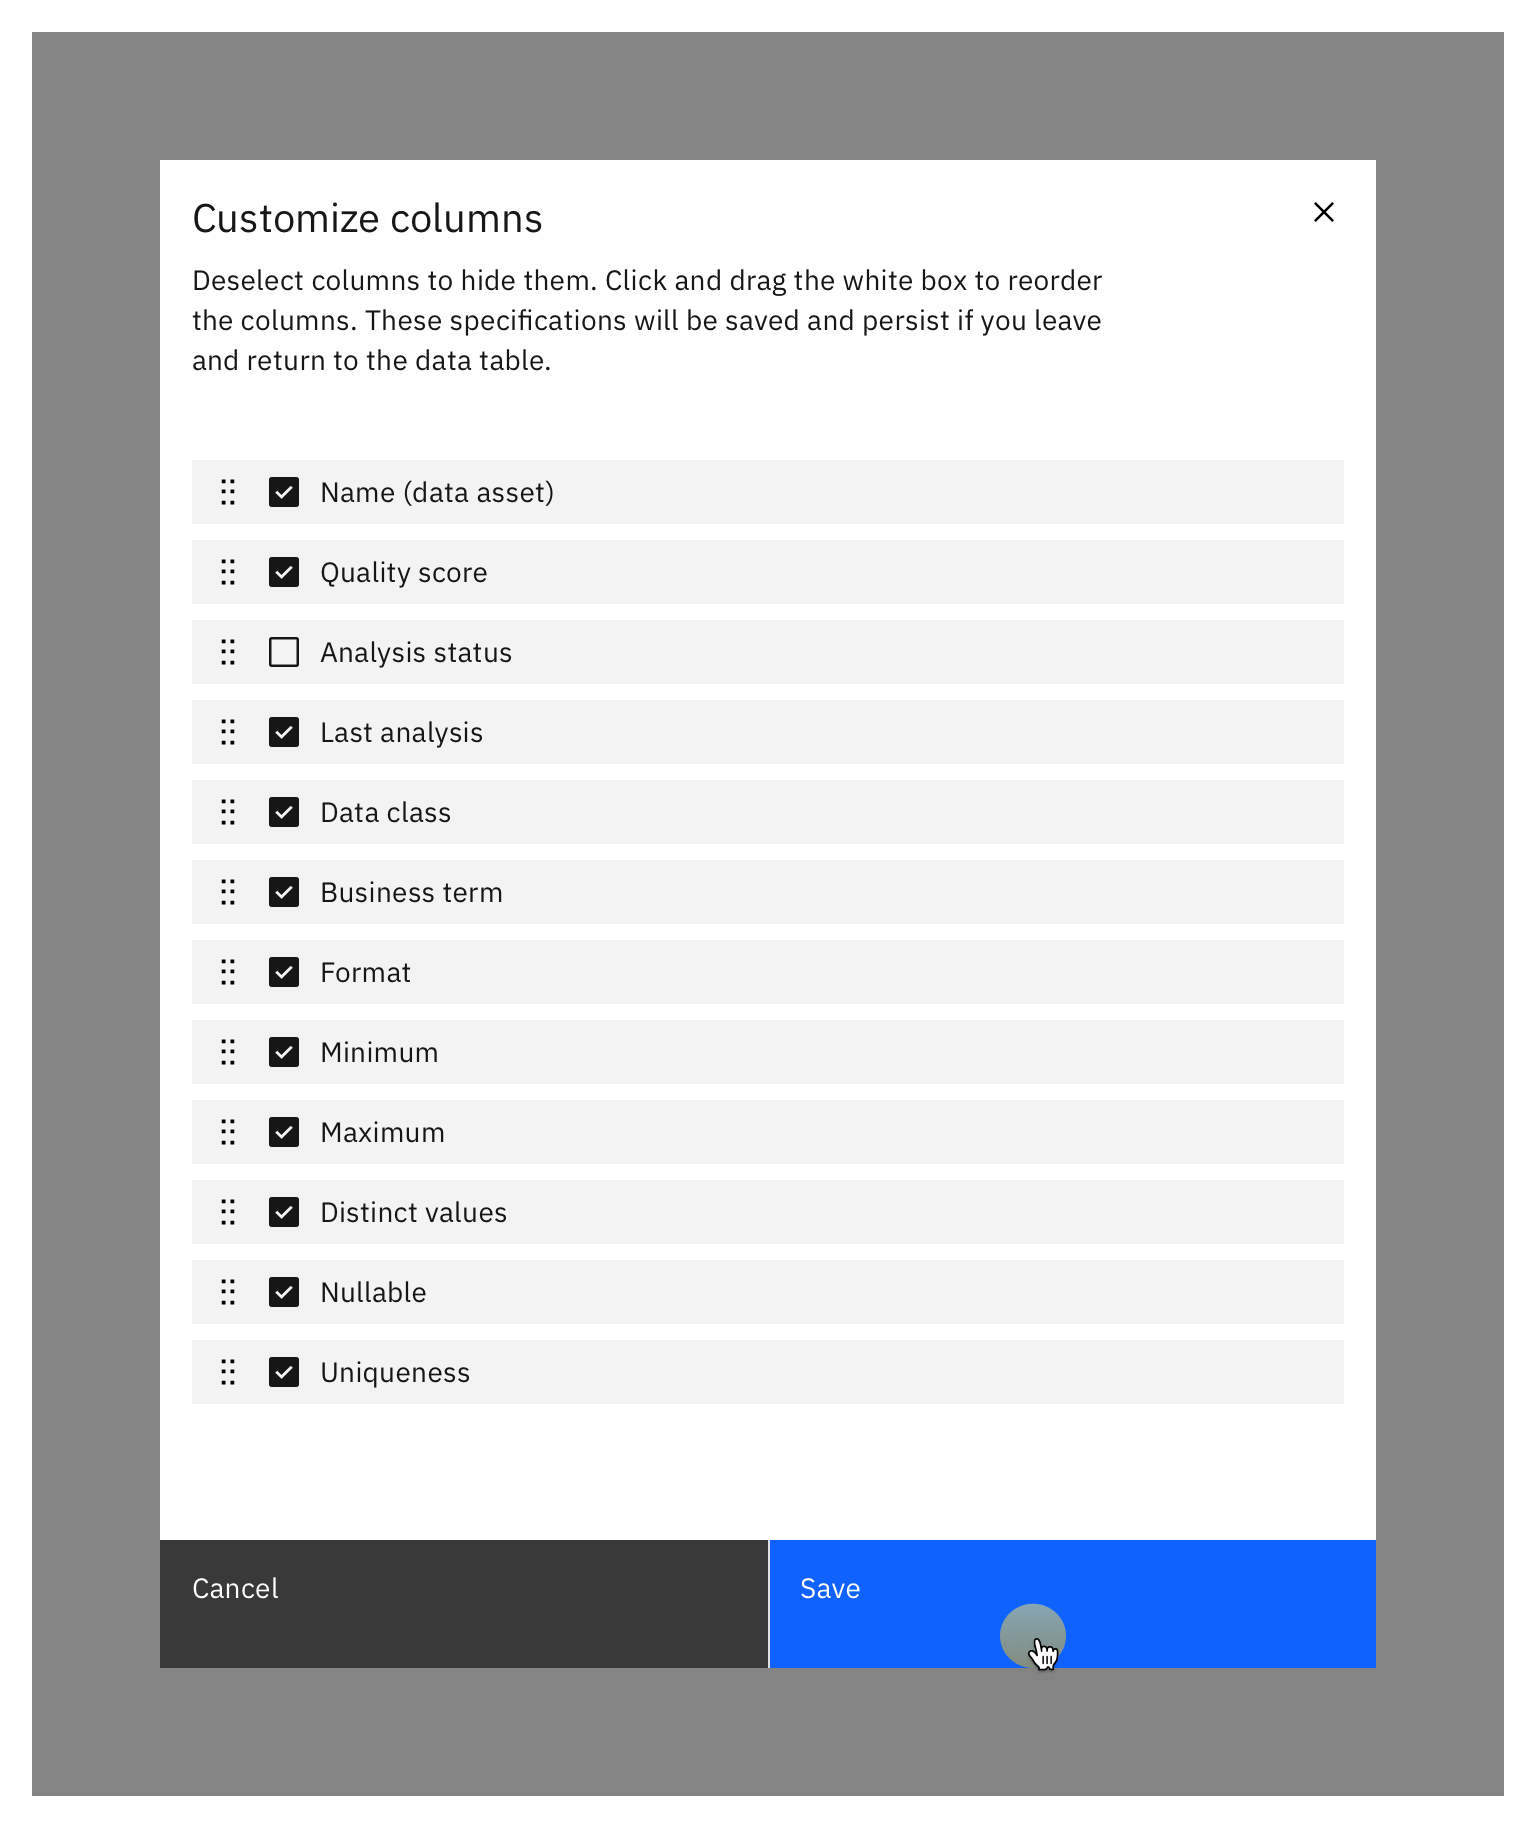 Customize columns
Deselect columns to hide them. Click and drag the white box to reorder
the columns. These specifications will be saved and persist if you leave
and return to the data table.
Name (data asset)
Quality score
Analysis status
Last analysis
Data class
Business term
Format
Minimum
Maximum
Distinct values
Nullable
Uniqueness
Cancel
Save